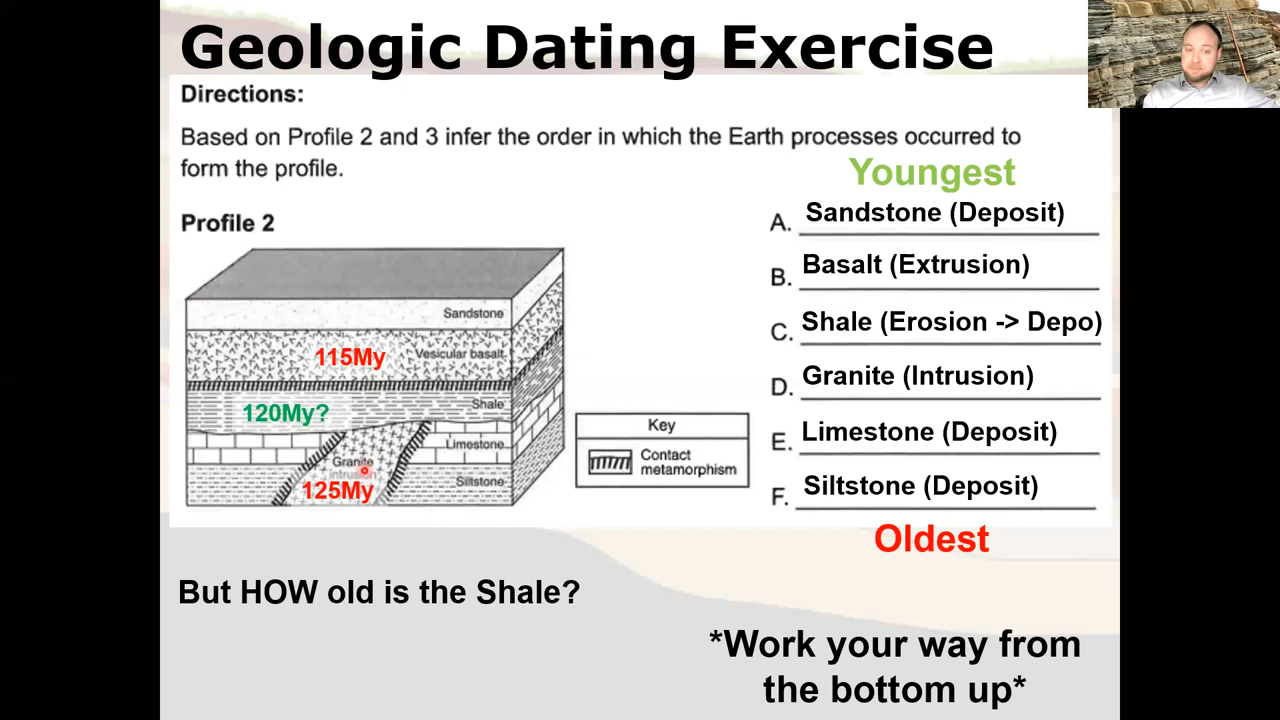 Geologic Dating Exercise
Directions:
Based on Profile 2 and 3 infer the order in which the Earth processes occurred to
form the profile.
Youngest
Profile 2
A. Sandstone (Deposit)
B. Basalt (Extrusion)
C. Shale (Erosion -> Depo)
D. Granite (Intrusion)
E. Limestone (Deposit)
F. Siltstone (Deposit)
Oldest
Sandstone
115My
Vesicular basalt
120My?
Shale
Limestone
Granite
intrusion
125My
Siltstone
Key
Contact
metamorphism
But HOW old is the Shale?
*Work your way from
the bottom up*